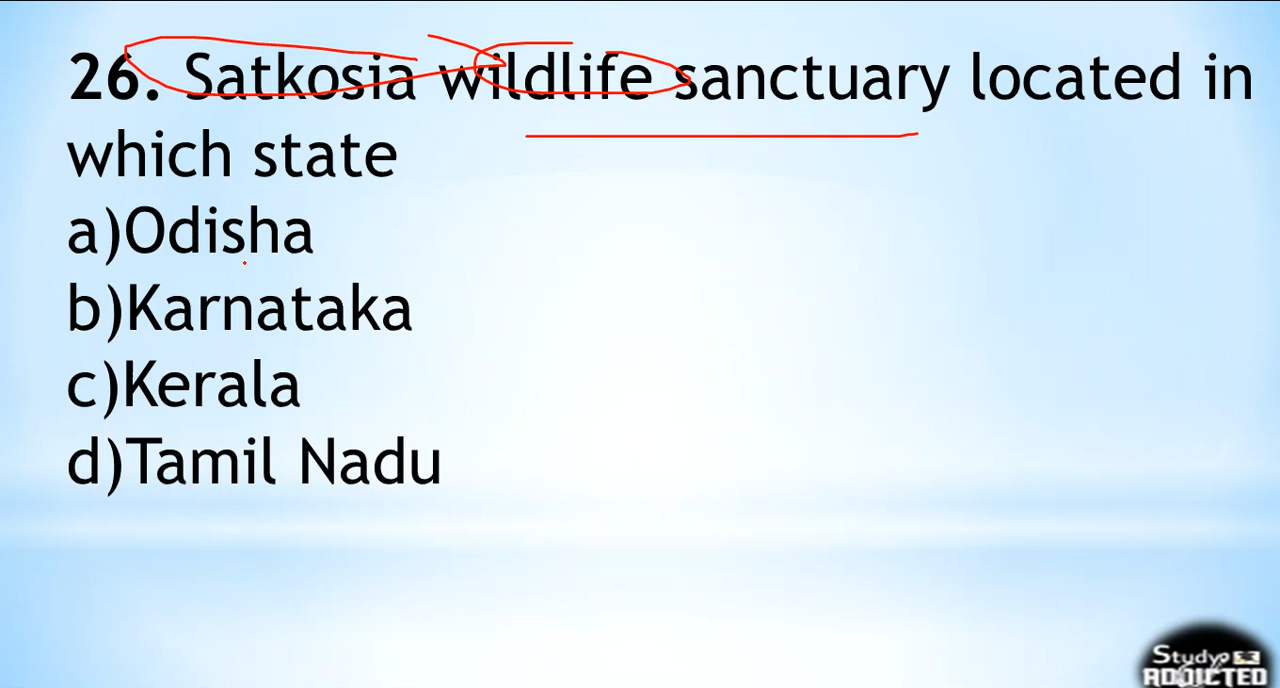 26. Satkosia wildlife sanctuary located in
which state
a)Odisha
b)Karnataka
c)Kerala
d)Tamil Nadu
Study
ADDICTED